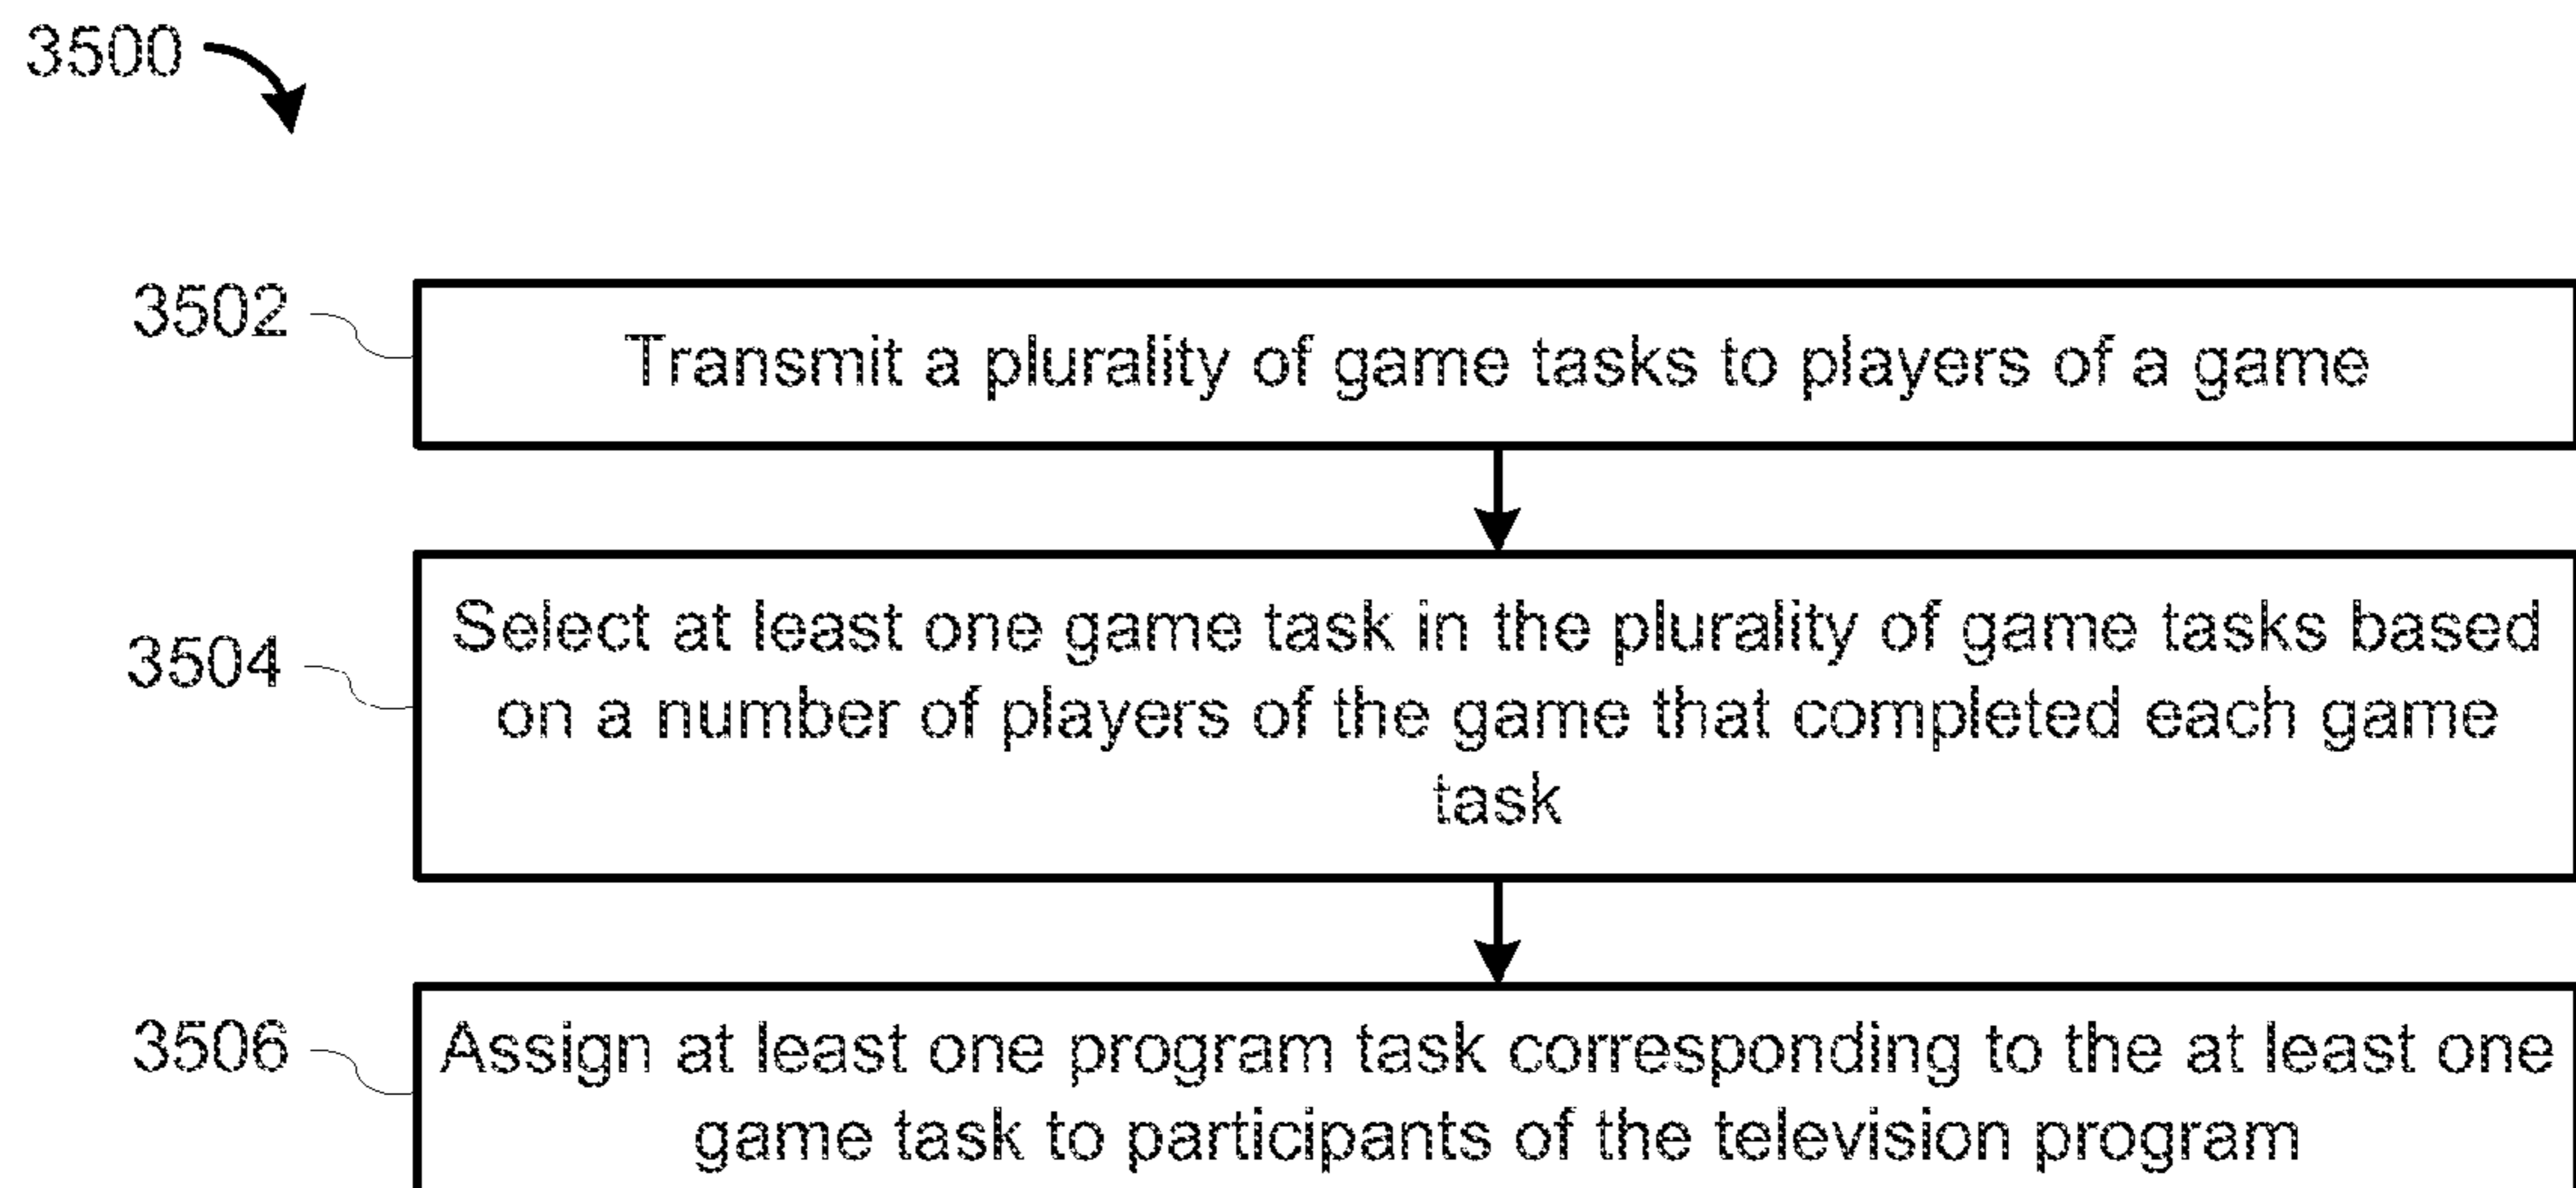 3500
3502
Transmit a plurality of game tasks to players of a game
3504
Select at least one game task in the plurality of game tasks based
on a number of players of the game that completed each game
task
3506
Assign at least one program task corresponding to the at least one
game task to participants of the television program